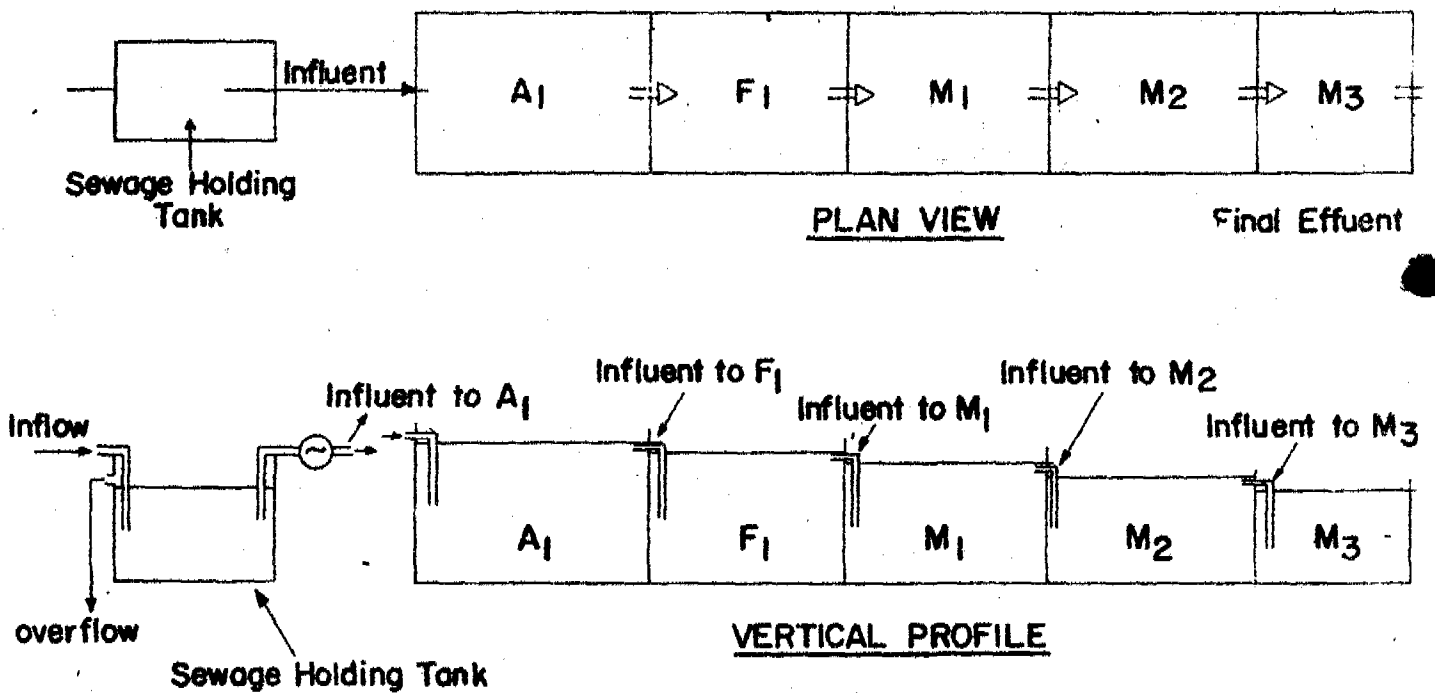 Influent
A1
F1
M1
M2
M3
Sewage Holding
Tank
PLAN VIEW
Final Effuent
Influent to A1
Influent to F1
Influent to M1
Influent to M2
Influent to M3
Inflow
A1
F1
M1
M2
M3
overflow
VERTICAL PROFILE
Sewage Holding Tank